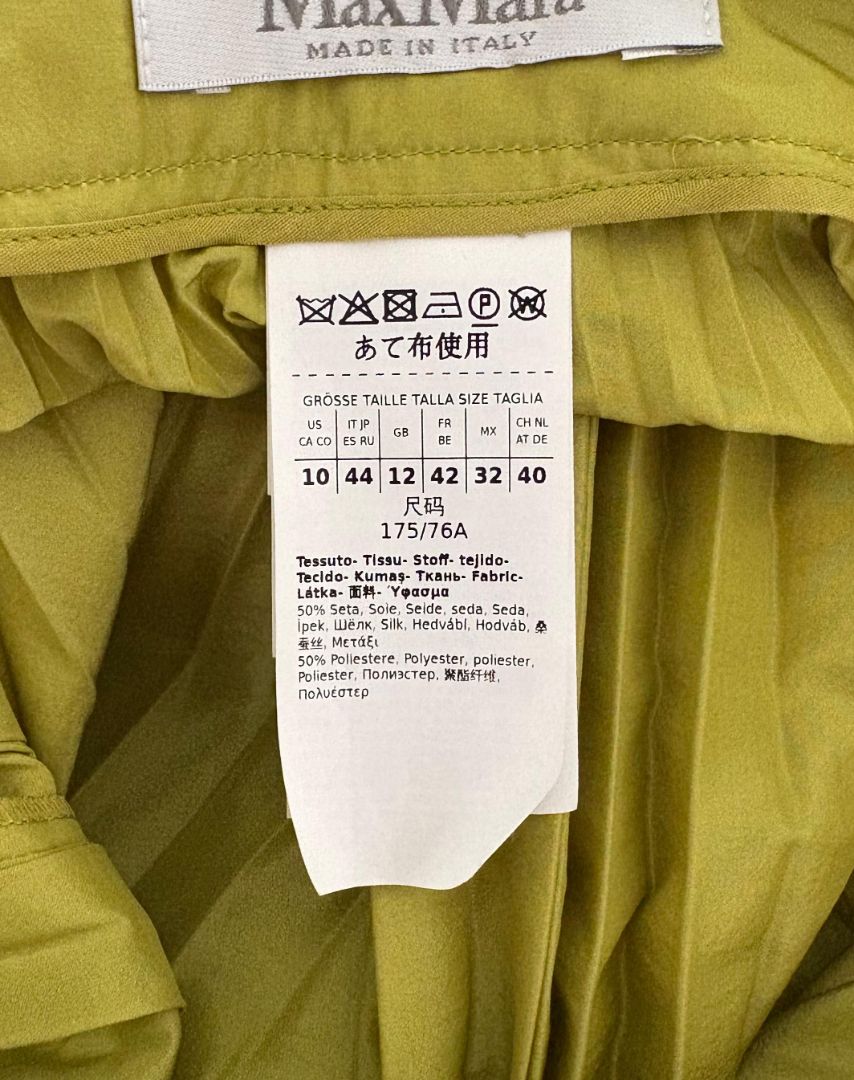 MaxMara
MADE IN ITALY
P W
あて布使用
GRÖSSE TAILLE TALLA SIZE TAGLIA
US IT JP GB FR MX CH NL
CA CO ES RU BE AT DE
10 44 12 42 32 40
尺码
175/76A
Tessuto- Tissu- Stoff- tejido-
Tecido- Kumaş- Ткань- Fabric-
Látka- 面料- Ύφασμα
50% Seta, Soie, Seide, seda, Seda,
İpek, Шёлк, Silk, Hedvábí, Hodváb, 桑
蚕丝, Μετάξι
50% Poliestere, Polyester, poliester,
Poliester, Полиэстер, 聚酯纤维,
Πολυέστερ